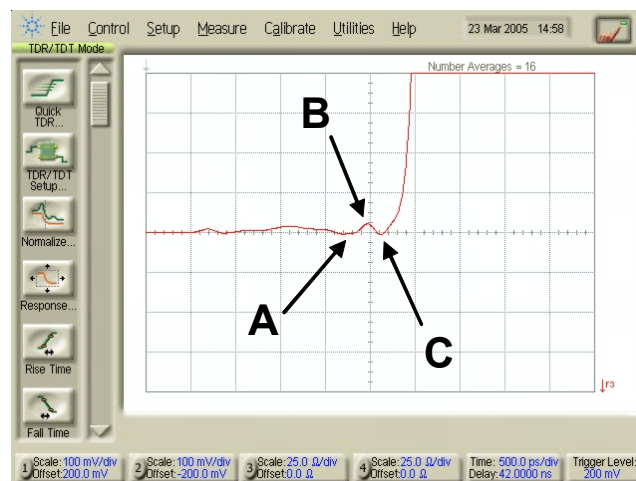 File Control Setup Measure Calibrate Utilities Help 23 Mar 2005 14:58
TDR/TDT Mode
Number Averages = 16
Quick
TDR...
TDR/TDT
Setup...
Normalize...
Response...
Rise Time
Fall Time
B
A
C
1 Scale:100 mV/div
Offset:200.0 mV
2 Scale:100 mV/div
Offset:-200.0 mV
3 Scale:25.0 Ω/div
Offset:0.0 Ω
4 Scale:25.0 Ω/div
Offset:0.0 Ω
Time: 500.0 ps/div
Delay:42.0000 ns
Trigger Level:
200 mV